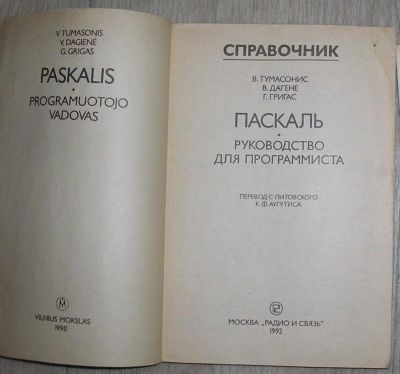 V. TUMASONIS
V. DAGIENĖ
G. GRIGAS
PASKALIS
PROGRAMUOTOJO
VADOVAS
VILNIUS MOKSLAS
1990
СПРАВОЧНИК
В. ТУМАСОНИС
В. ДАГЕНЕ
Г. ГРИГАС
ПАСКАЛЬ
РУКОВОДСТВО
ДЛЯ ПРОГРАММИСТА
ПЕРЕВОД С ЛИТОВСКОГО
К. Ф. АУГУТИСА
МОСКВА „РАДИО И СВЯЗЬ"
1992